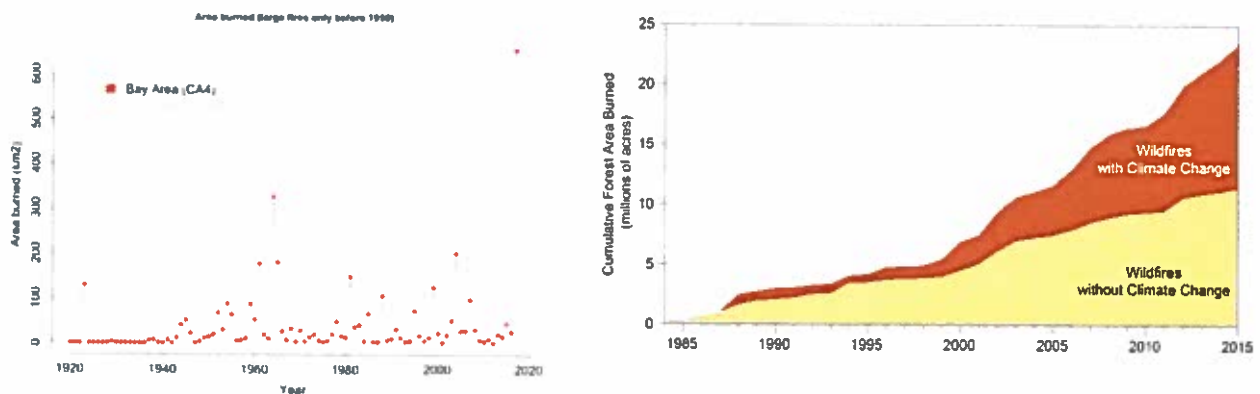 Area burned (large fires only before 1990)
600
500
400
300
200
100
0
Area burned (km2)
Bay Area (CA4)
1920
1940
1960
1980
2000
2020
Year
25
20
15
10
5
0
Cumulative Forest Area Burned
(millions of acres)
Wildfires
with Climate Change
Wildfires
without Climate Change
1985
1990
1995
2000
2005
2010
2015